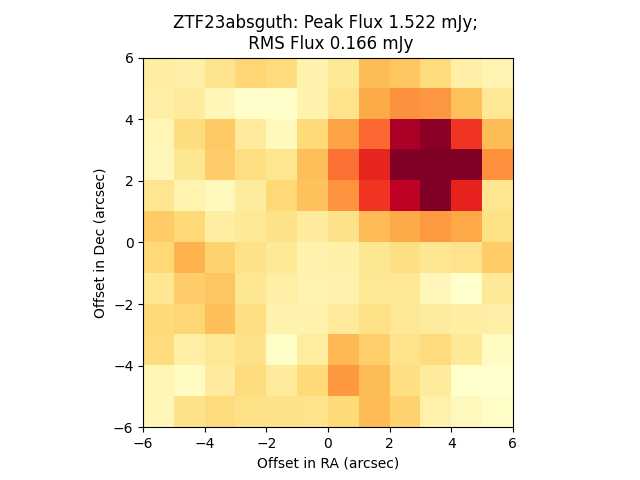 ZTF23absguth: Peak Flux 1.522 mJy;
RMS Flux 0.166 mJy
6
4
2
0
−2
−4
−6
Offset in Dec (arcsec)
−6 −4 −2 0 2 4 6
Offset in RA (arcsec)